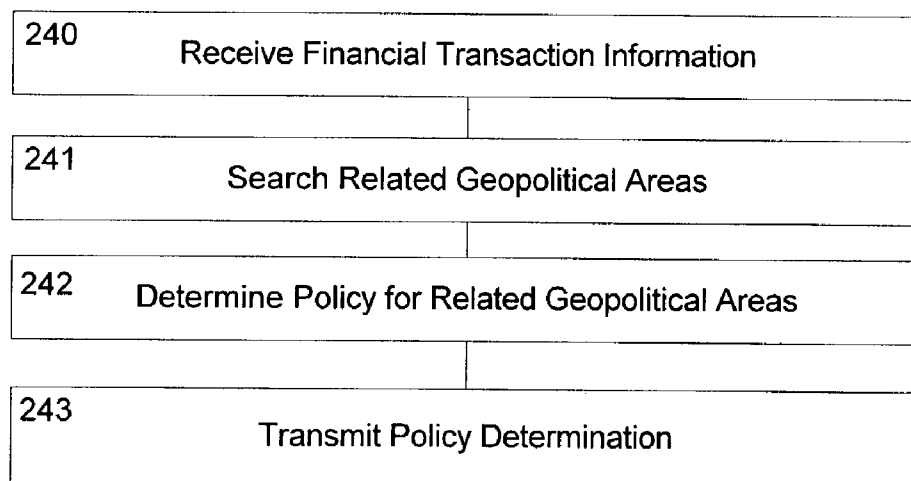 240
Receive Financial Transaction Information
241
Search Related Geopolitical Areas
242
Determine Policy for Related Geopolitical Areas
243
Transmit Policy Determination